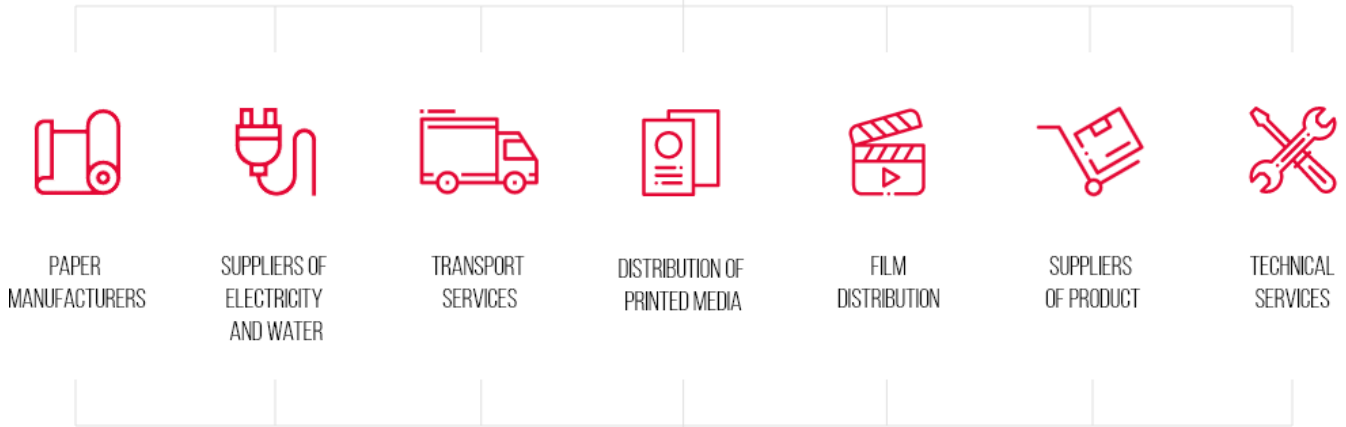 PAPER
MANUFACTURERS
SUPPLIERS OF
ELECTRICITY
AND WATER
TRANSPORT
SERVICES
DISTRIBUTION OF
PRINTED MEDIA
FILM
DISTRIBUTION
SUPPLIERS
OF PRODUCT
TECHNICAL
SERVICES